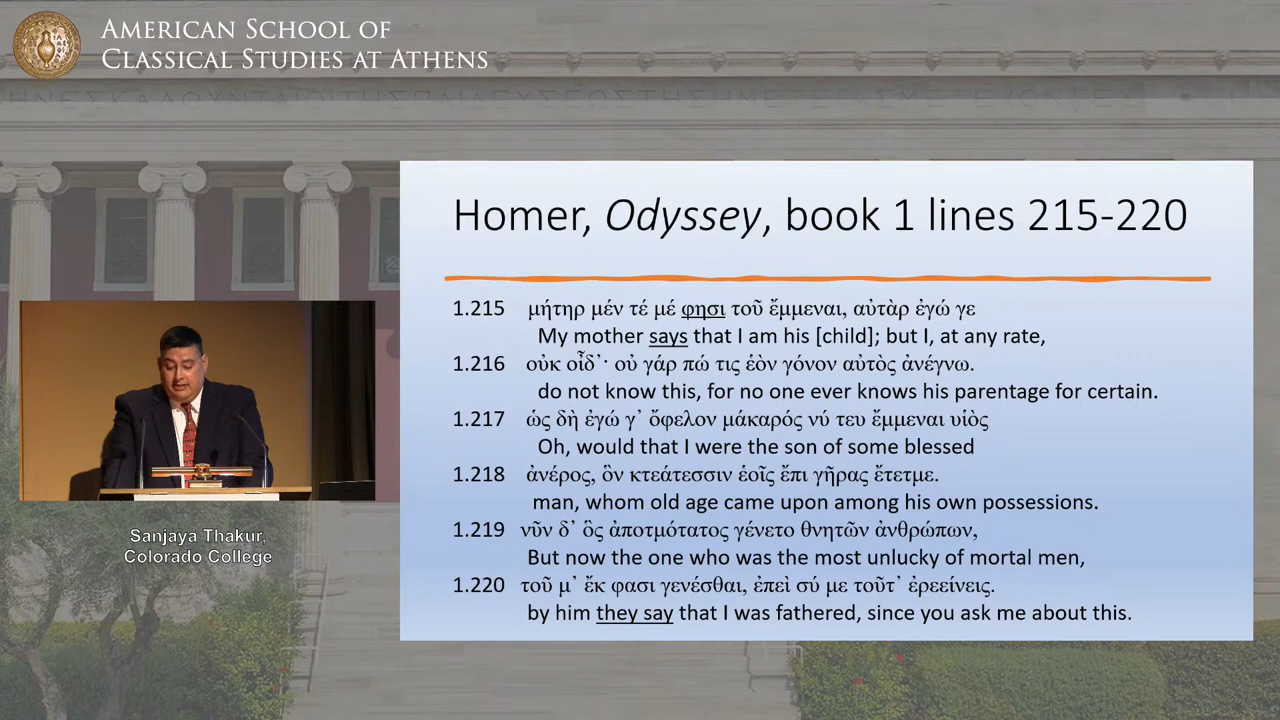 AMERICAN SCHOOL OF
CLASSICAL STUDIES AT ATHENS
Homer, Odyssey, book 1 lines 215-220
1.215 μήτηρ μέν τέ μέ φησι τοῦ ἔμμεναι, αὐτὰρ ἐγώ γε
My mother says that I am his [child]; but I, at any rate,
1.216 οὐκ οἶδ᾽· οὐ γάρ πώ τις ἑὸν γόνον αὐτὸς ἀνέγνω.
do not know this, for no one ever knows his parentage for certain.
1.217 ὡς δὴ ἐγώ γ᾽ ὄφελον μάκαρός νύ τευ ἔμμεναι υἱὸς
Oh, would that I were the son of some blessed
1.218 ἀνέρος, ὃν κτεάτεσσιν ἑοῖς ἔπι γῆρας ἔτετμε.
man, whom old age came upon among his own possessions.
1.219 νῦν δ᾽ ὃς ἀποτμότατος γένετο θνητῶν ἀνθρώπων,
But now the one who was the most unlucky of mortal men,
1.220 τοῦ μ᾽ ἔκ φασι γενέσθαι, ἐπεὶ σύ με τοῦτ᾽ ἐρεείνεις.
by him they say that I was fathered, since you ask me about this.
Sanjaya Thakur,
Colorado College